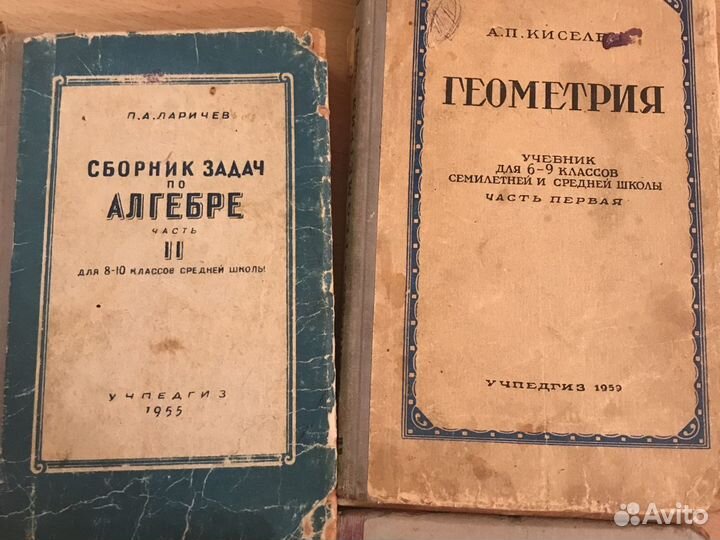 П.А.ЛАРИЧЕВ
СБОРНИК ЗАДАЧ
ПО
АЛГЕБРЕ
ЧАСТЬ
II
ДЛЯ 8-10 КЛАССОВ СРЕДНЕЙ ШКОЛЫ
УЧПЕДГИЗ
1955
А.П.КИСЕЛЕВ
ГЕОМЕТРИЯ
УЧЕБНИК
ДЛЯ 6-9 КЛАССОВ
СЕМИЛЕТНЕЙ И СРЕДНЕЙ ШКОЛЫ
ЧАСТЬ ПЕРВАЯ
УЧПЕДГИЗ 1959
Avito